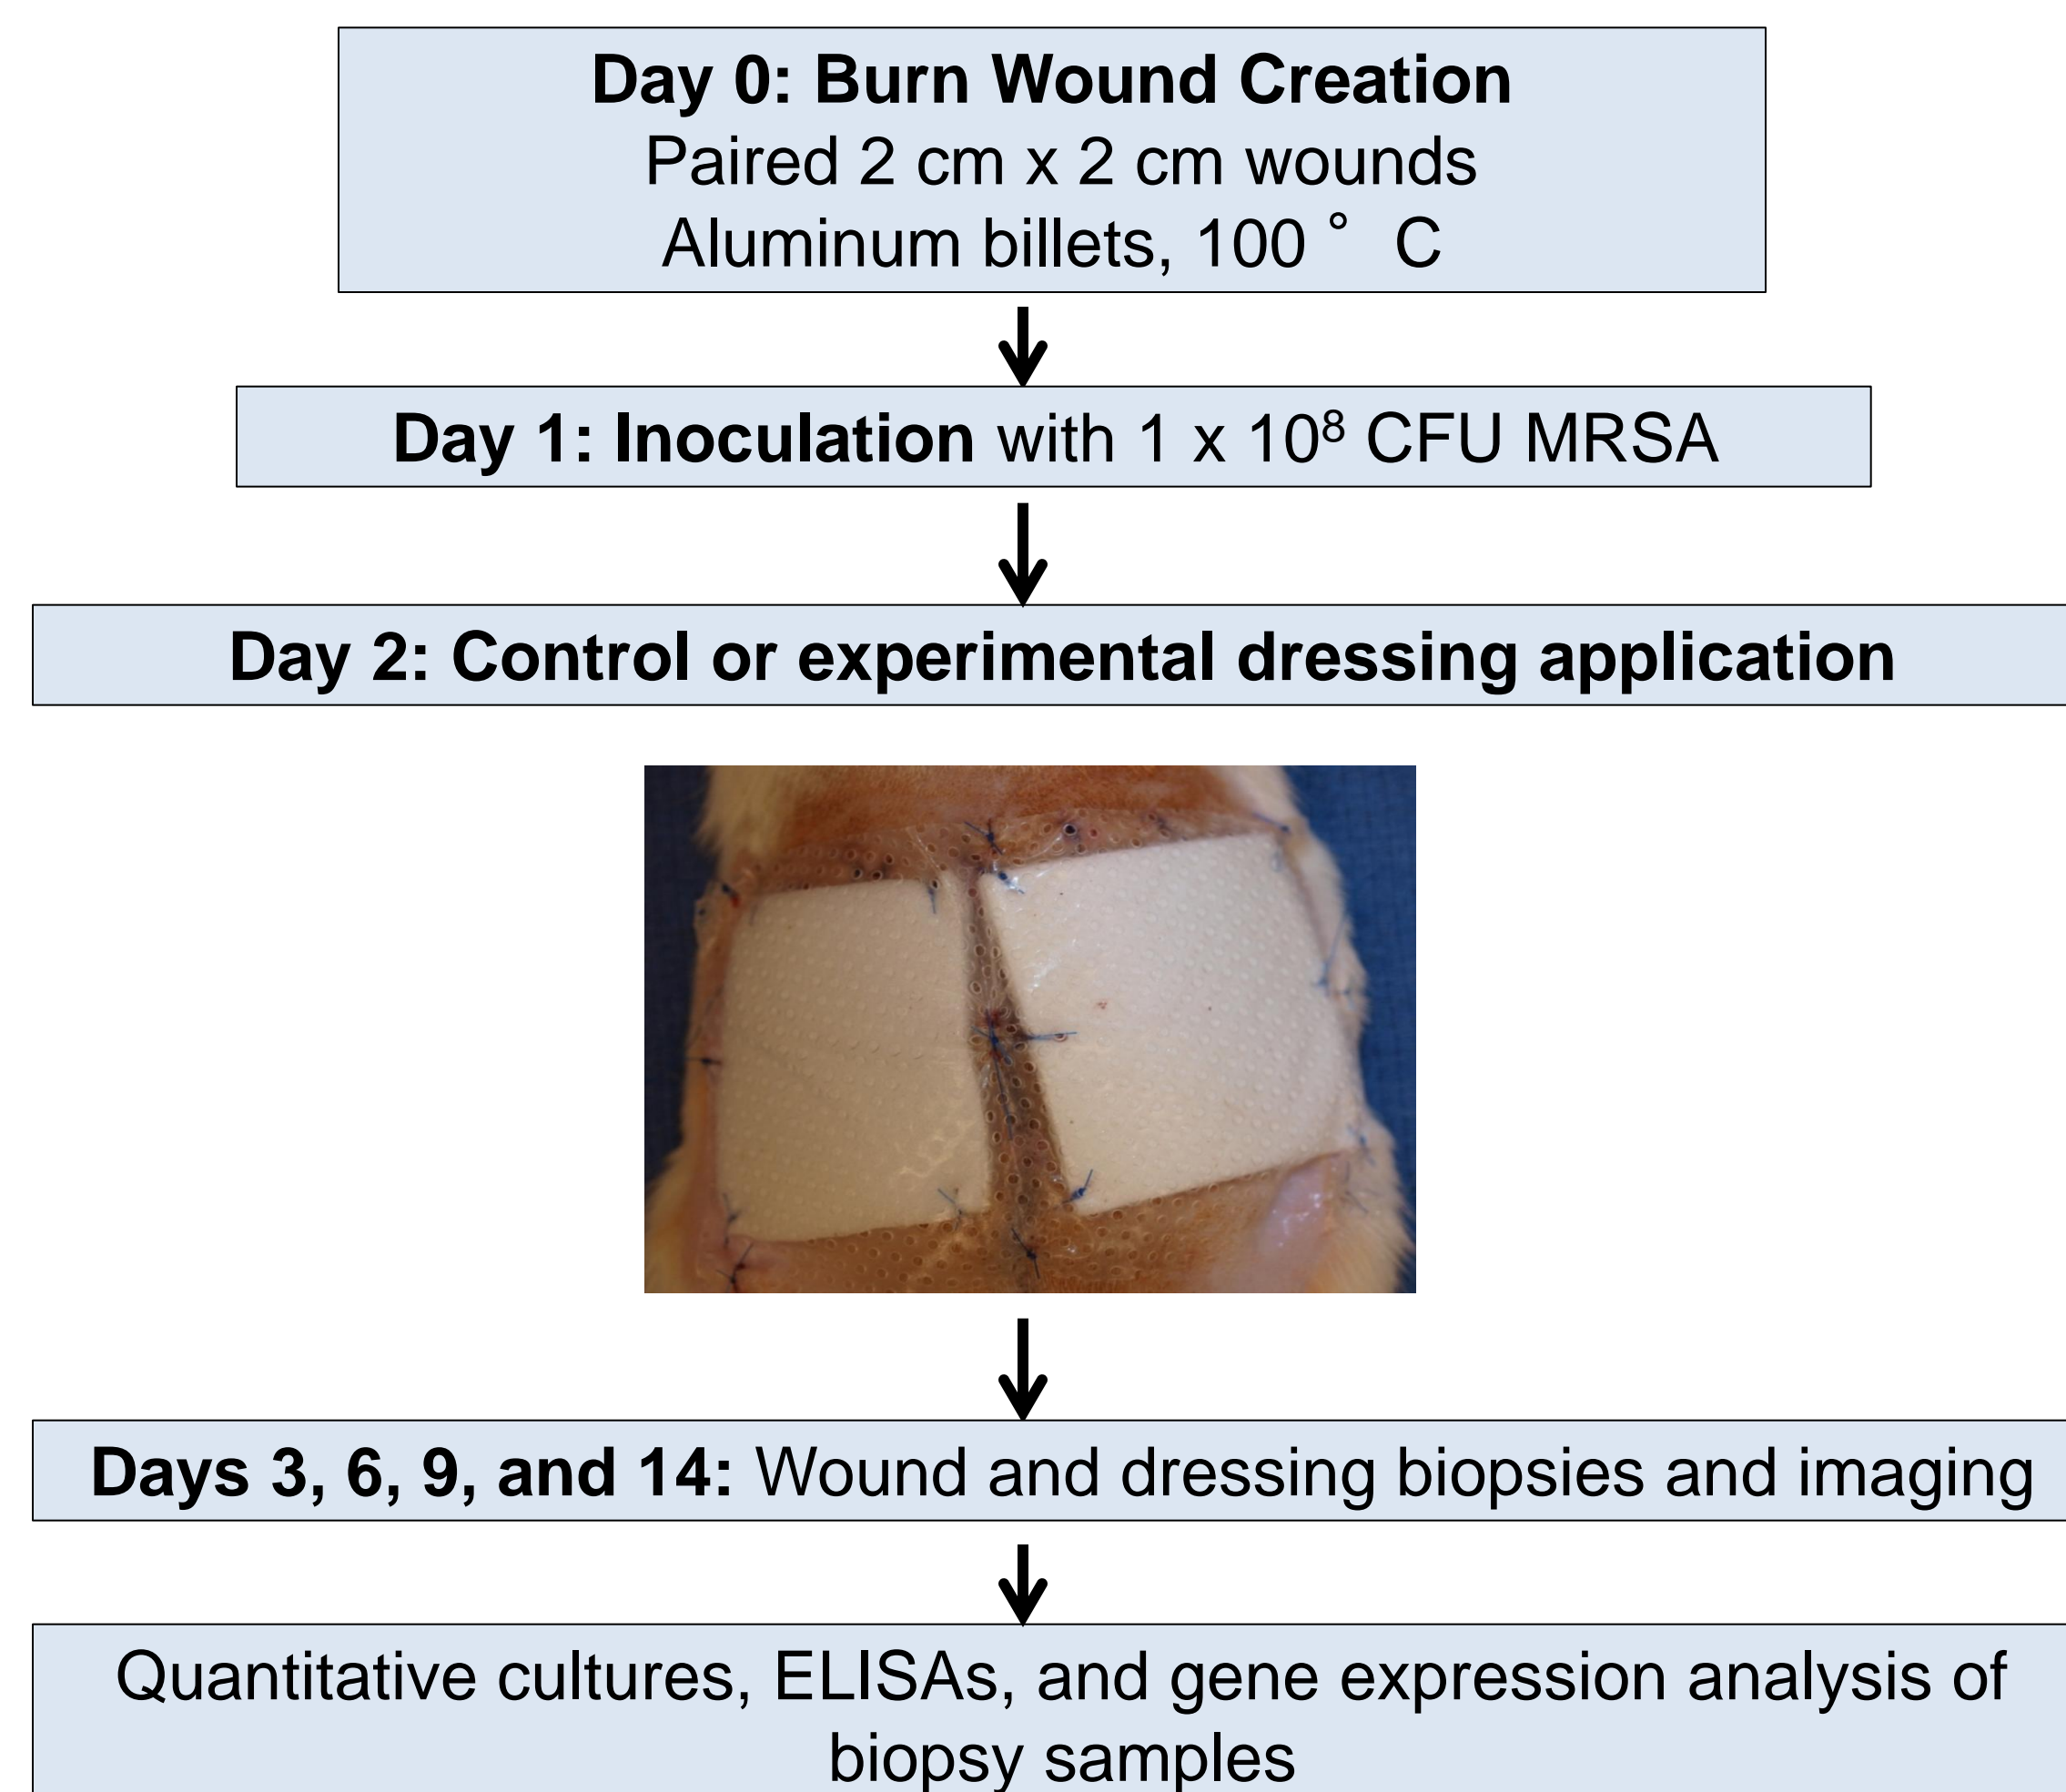 Day 0: Burn Wound Creation
Paired 2 cm x 2 cm wounds
Aluminum billets, 100 ° C
Day 1: Inoculation with 1 x 10⁸ CFU MRSA
Day 2: Control or experimental dressing application
Days 3, 6, 9, and 14: Wound and dressing biopsies and imaging
Quantitative cultures, ELISAs, and gene expression analysis of
biopsy samples